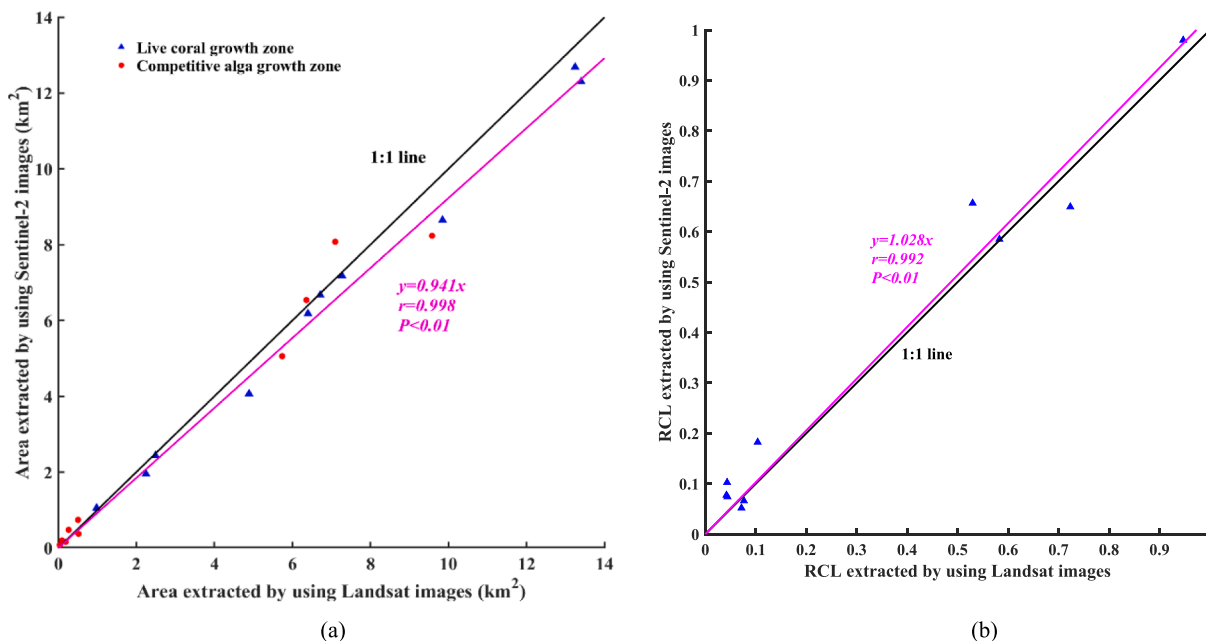 14
12
10
8
6
4
2
0
Area extracted by using Sentinel-2 images (km²)
Live coral growth zone
Competitive alga growth zone
1:1 line
y=0.941x
r=0.998
P<0.01
0 2 4 6 8 10 12 14
Area extracted by using Landsat images (km²)
(a)
1
0.9
0.8
0.7
0.6
0.5
0.4
0.3
0.2
0.1
0
RCL extracted by using Sentinel-2 images
y=1.028x
r=0.992
P<0.01
1:1 line
0 0.1 0.2 0.3 0.4 0.5 0.6 0.7 0.8 0.9
RCL extracted by using Landsat images
(b)